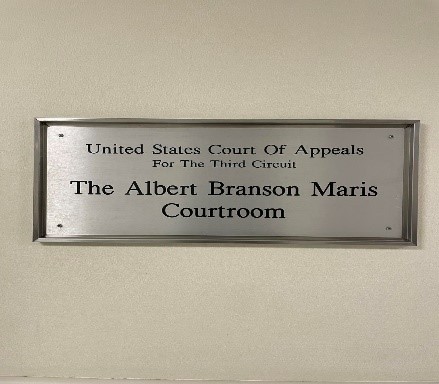 United States Court Of Appeals
For The Third Circuit
The Albert Branson Maris
Courtroom